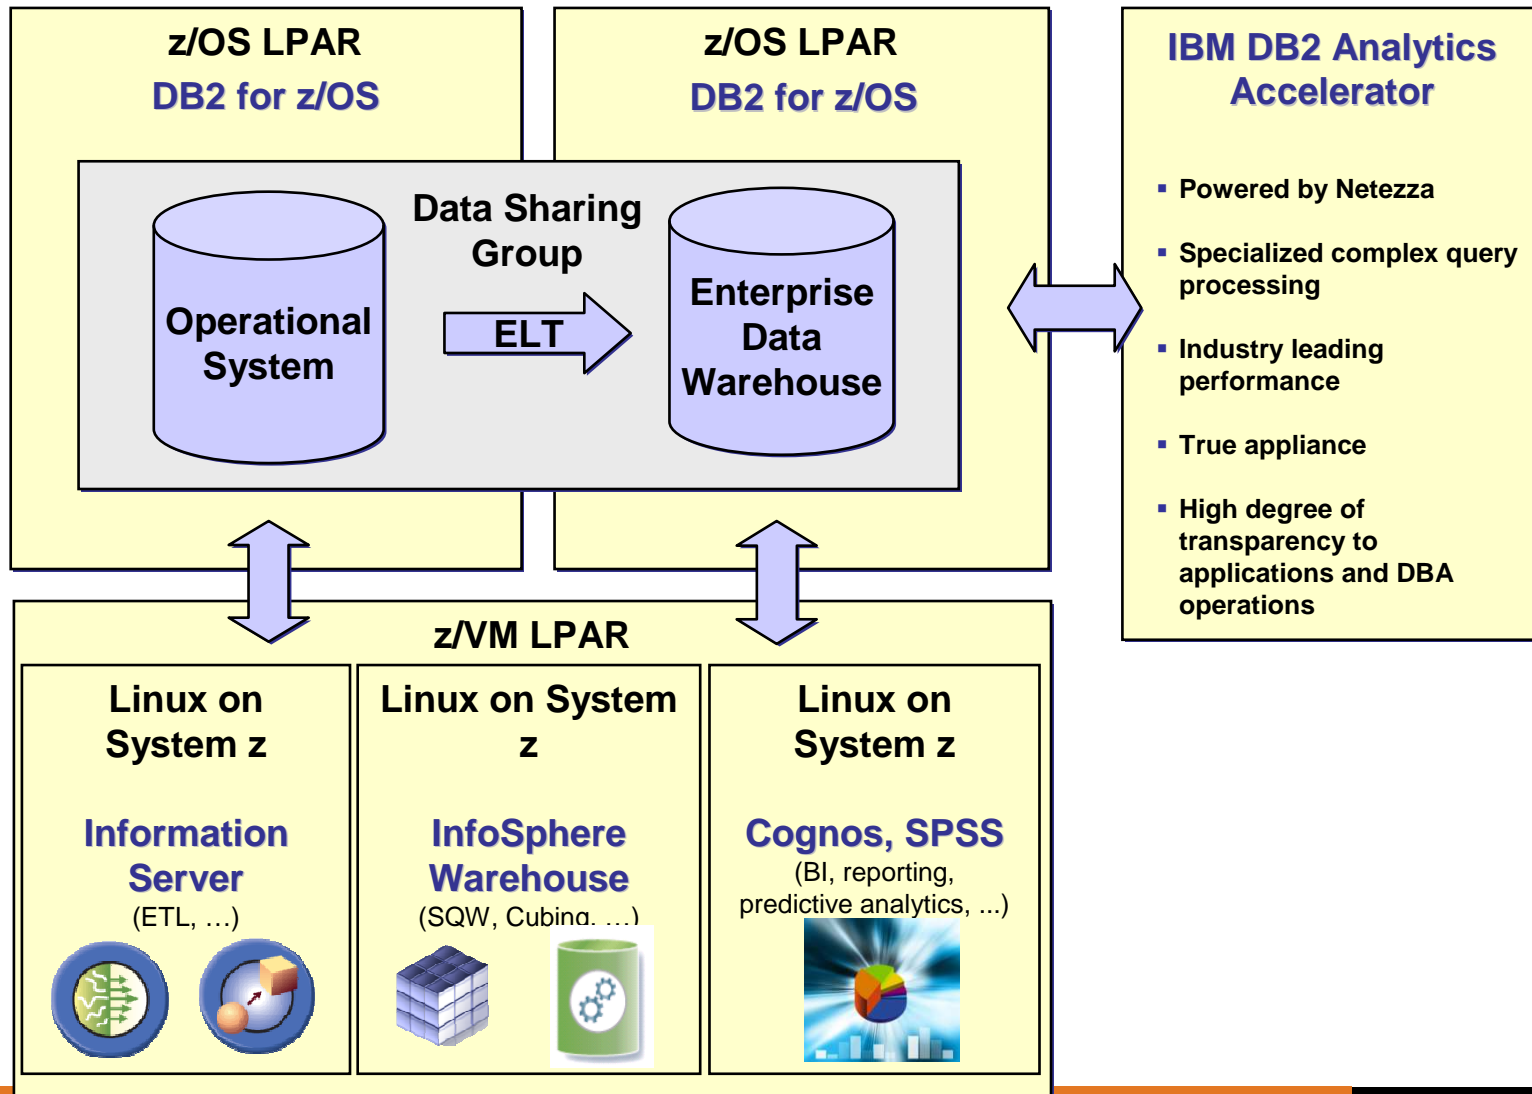 z/OS LPAR
DB2 for z/OS
z/OS LPAR
DB2 for z/OS
Data Sharing
Group
Operational
System
ELT
Enterprise
Data
Warehouse
IBM DB2 Analytics
Accelerator
▪ Powered by Netezza
▪ Specialized complex query
processing
▪ Industry leading
performance
▪ True appliance
▪ High degree of
transparency to
applications and DBA
operations
z/VM LPAR
Linux on
System z
Information
Server
(ETL, …)
Linux on System
z
InfoSphere
Warehouse
(SQW, Cubing, …)
Linux on
System z
Cognos, SPSS
(BI, reporting,
predictive analytics, ...)